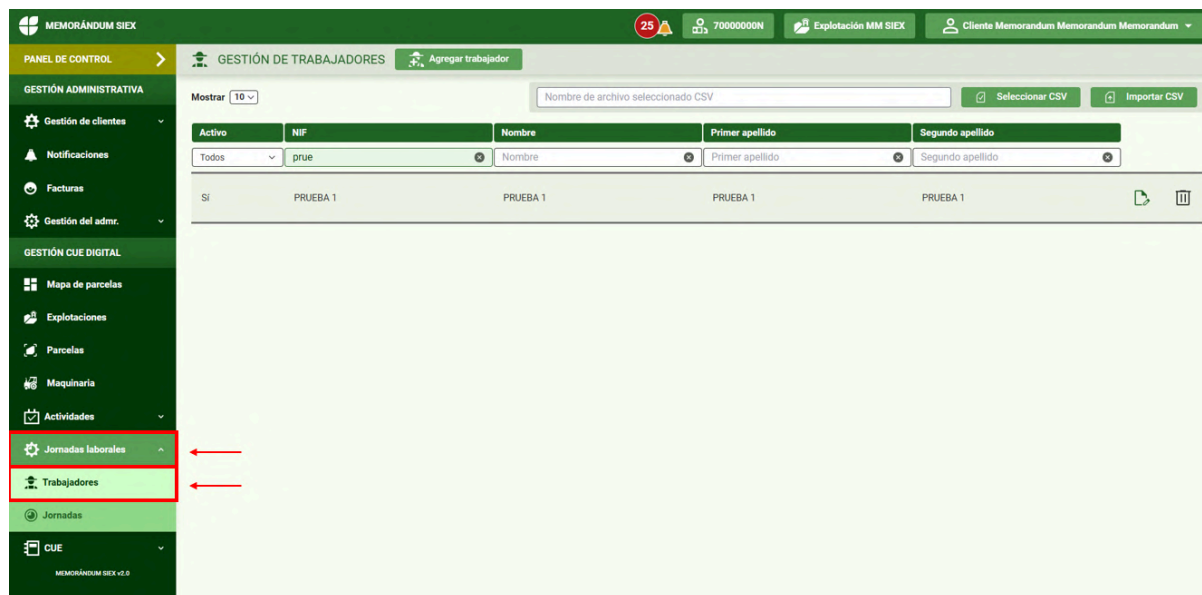 MEMORÁNDUM SIEX
25
70000000N
Explotación MM SIEX
Cliente Memorandum Memorandum Memorandum
PANEL DE CONTROL
GESTIÓN DE TRABAJADORES
Agregar trabajador
GESTIÓN ADMINISTRATIVA
Mostrar 10
Nombre de archivo seleccionado CSV
Seleccionar CSV
Importar CSV
Gestión de clientes
Activo NIF Nombre Primer apellido Segundo apellido
Notificaciones
Todos prue Nombre Primer apellido Segundo apellido
Facturas
Sí PRUEBA 1 PRUEBA 1 PRUEBA 1 PRUEBA 1
Gestión del admr.
GESTIÓN CUE DIGITAL
Mapa de parcelas
Explotaciones
Parcelas
Maquinaria
Actividades
Jornadas laborales
Trabajadores
Jornadas
CUE
MEMORÁNDUM SIEX v2.0